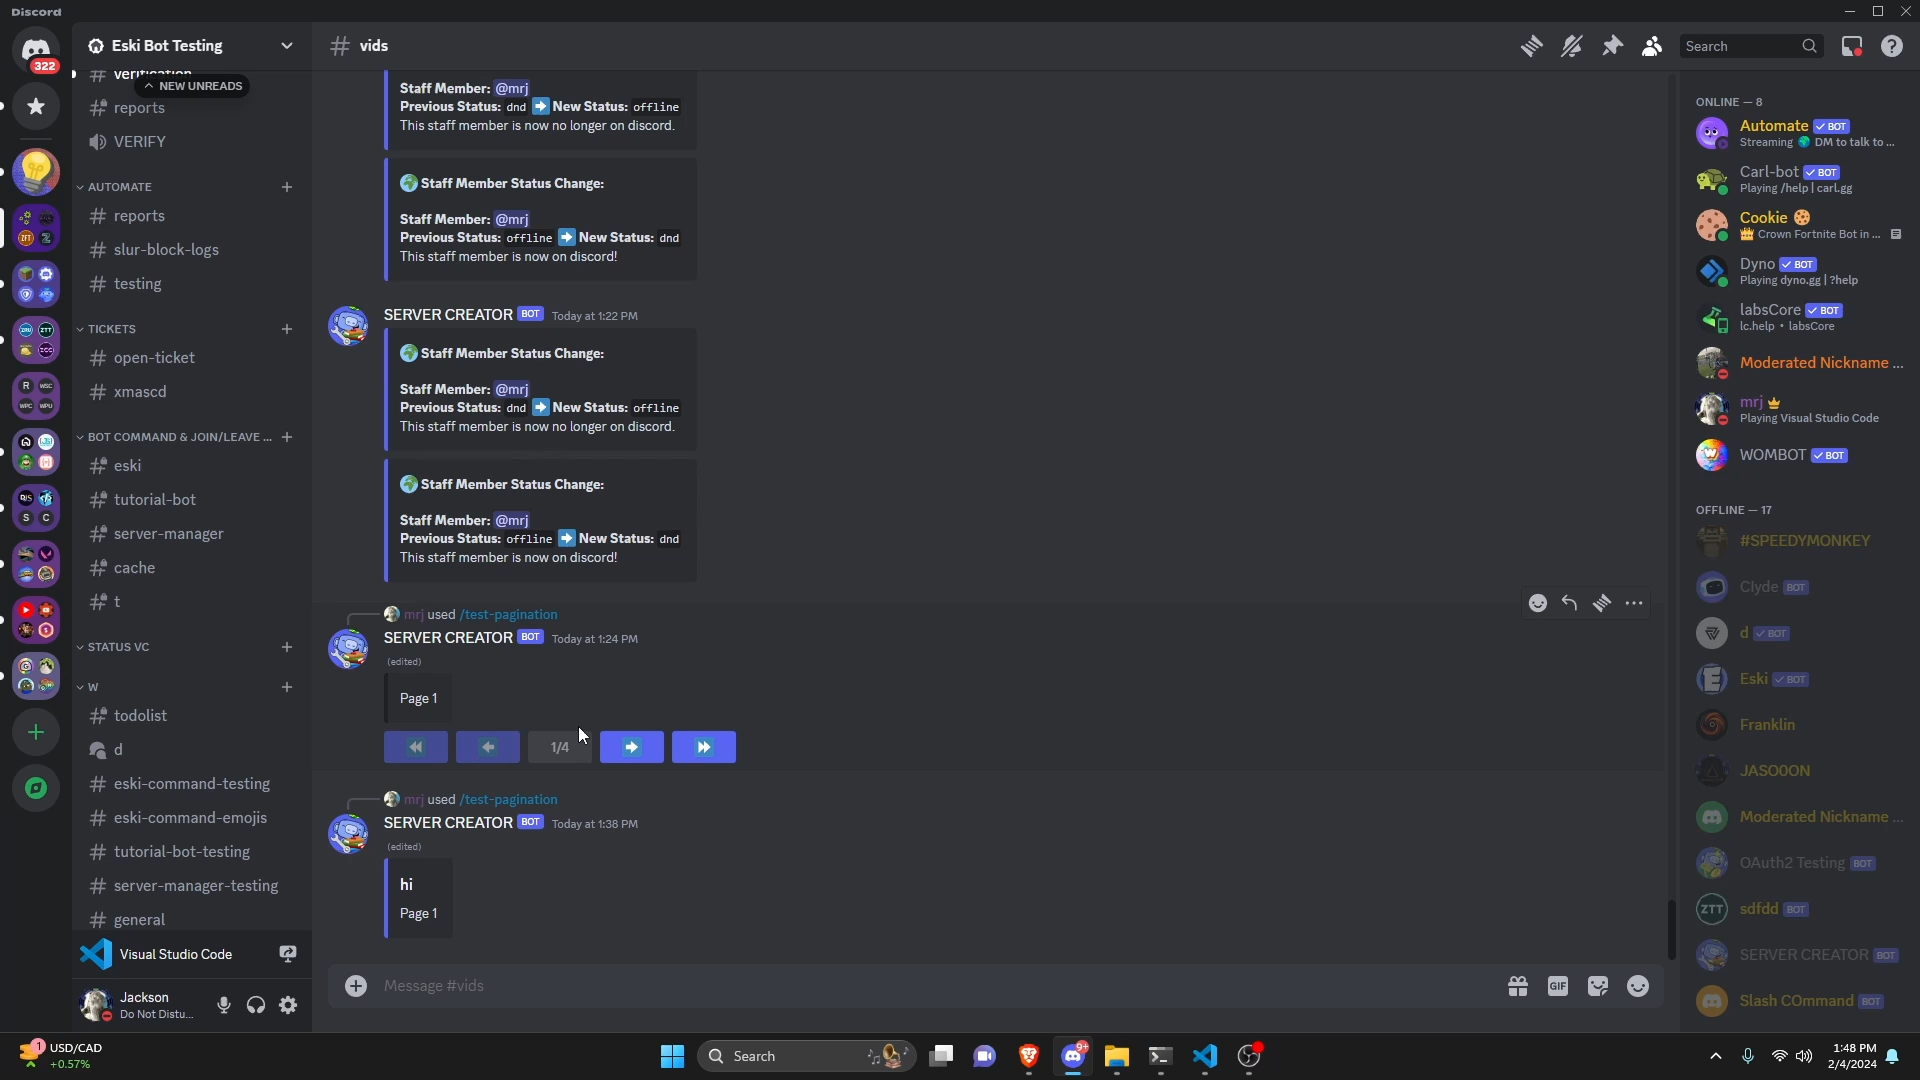 Discord
Eski Bot Testing
# vids
Search
322
verification
NEW UNREADS
reports
VERIFY
AUTOMATE
reports
slur-block-logs
testing
TICKETS
open-ticket
xmascd
BOT COMMAND & JOIN/LEAVE ...
eski
tutorial-bot
server-manager
cache
t
STATUS VC
W
todolist
d
eski-command-testing
eski-command-emojis
tutorial-bot-testing
server-manager-testing
general
Visual Studio Code
Jackson
Do Not Distu...
Staff Member: @mrj
Previous Status: dnd ➡ New Status: offline
This staff member is now no longer on discord.
Staff Member Status Change:
Staff Member: @mrj
Previous Status: offline ➡ New Status: dnd
This staff member is now on discord!
SERVER CREATOR BOT Today at 1:22 PM
Staff Member Status Change:
Staff Member: @mrj
Previous Status: dnd ➡ New Status: offline
This staff member is now no longer on discord.
Staff Member Status Change:
Staff Member: @mrj
Previous Status: offline ➡ New Status: dnd
This staff member is now on discord!
mrj used /test-pagination
SERVER CREATOR BOT Today at 1:24 PM
(edited)
Page 1
1/4
mrj used /test-pagination
SERVER CREATOR BOT Today at 1:38 PM
(edited)
hi
Page 1
Message #vids
GIF
ONLINE — 8
Automate ✓ BOT
Streaming DM to talk to ...
Carl-bot ✓ BOT
Playing /help | carl.gg
Cookie
Crown Fortnite Bot in ...
Dyno ✓ BOT
Playing dyno.gg | ?help
labsCore ✓ BOT
lc.help • labsCore
Moderated Nickname ...
mrj
Playing Visual Studio Code
WOMBOT ✓ BOT
OFFLINE — 17
#SPEEDYMONKEY
Clyde BOT
d ✓ BOT
Eski ✓ BOT
Franklin
JASO0ON
Moderated Nickname ...
OAuth2 Testing BOT
ZTT
sdfdd BOT
SERVER CREATOR BOT
Slash COmmand BOT
1
USD/CAD
+0.57%
Search
9+
1:48 PM
2/4/2024